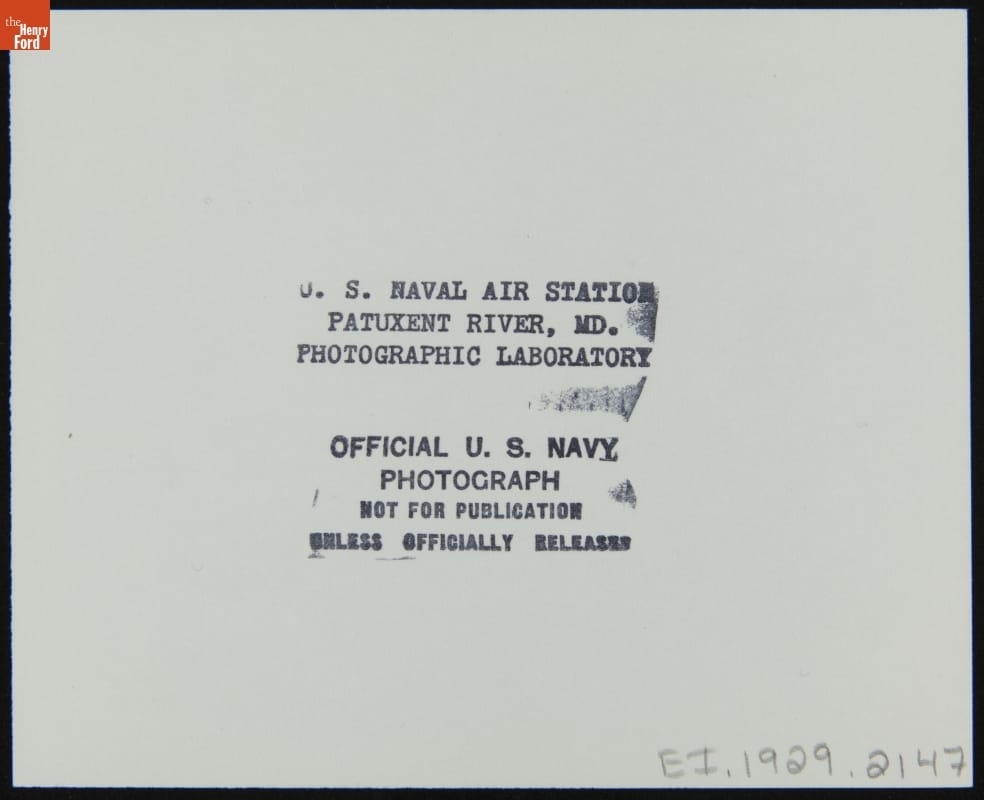 the
Henry
Ford
U. S. NAVAL AIR STATION
PATUXENT RIVER, MD.
PHOTOGRAPHIC LABORATORY
OFFICIAL U. S. NAVY
PHOTOGRAPH
NOT FOR PUBLICATION
UNLESS OFFICIALLY RELEASED
EI.1929.2147